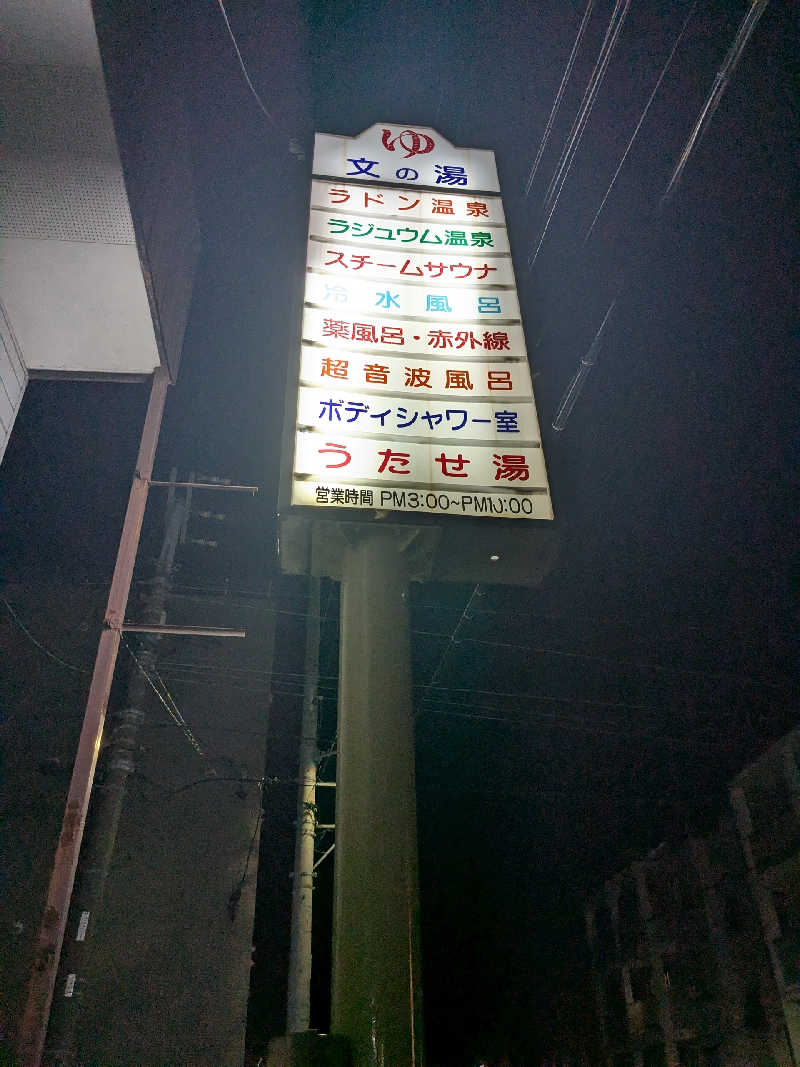 ゆ
文の湯
ラドン温泉
ラジュウム温泉
スチームサウナ
冷水風呂
薬風呂・赤外線
超音波風呂
ボディシャワー室
うたせ湯
営業時間 PM3:00~PM10:00